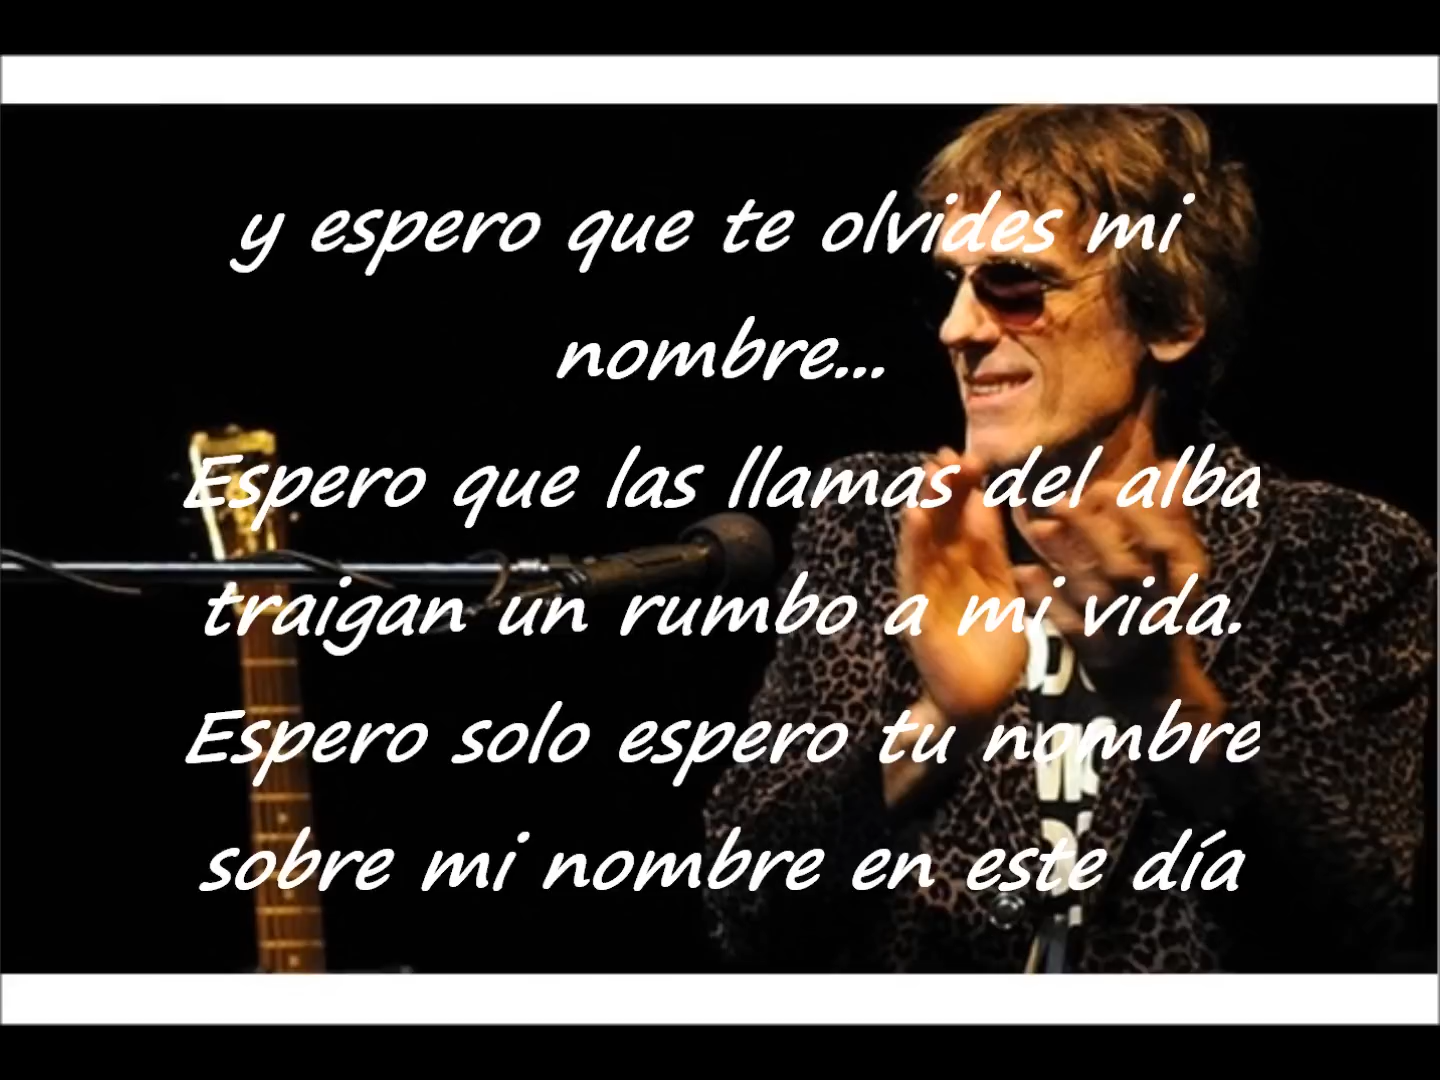 y espero que te olvides mi
nombre...
Espero que las llamas del alba
traigan un rumbo a mi vida.
Espero solo espero tu nombre
sobre mi nombre en este día